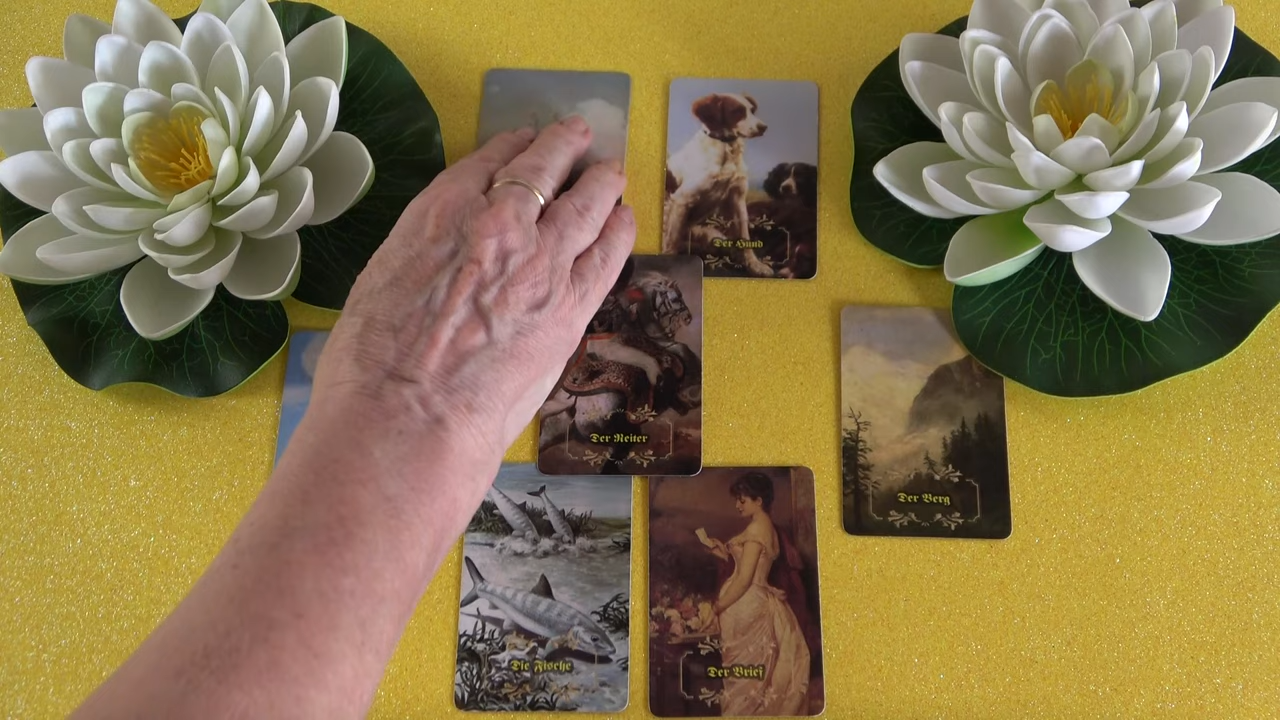 Der Hund
Der Reiter
Der Berg
Die Fische
Der Brief